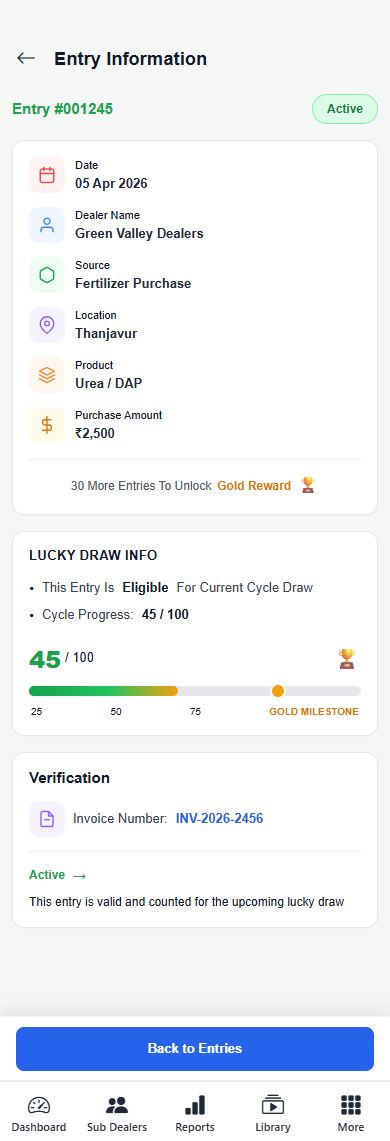 Entry Information
Entry #001245
Active
Date
05 Apr 2026
Dealer Name
Green Valley Dealers
Source
Fertilizer Purchase
Location
Thanjavur
Product
Urea / DAP
Purchase Amount
₹2,500
30 More Entries To Unlock Gold Reward
LUCKY DRAW INFO
• This Entry Is Eligible For Current Cycle Draw
• Cycle Progress: 45 / 100
45 / 100
25 50 75 GOLD MILESTONE
Verification
Invoice Number: INV-2026-2456
Active →
This entry is valid and counted for the upcoming lucky draw
Back to Entries
Dashboard Sub Dealers Reports Library More